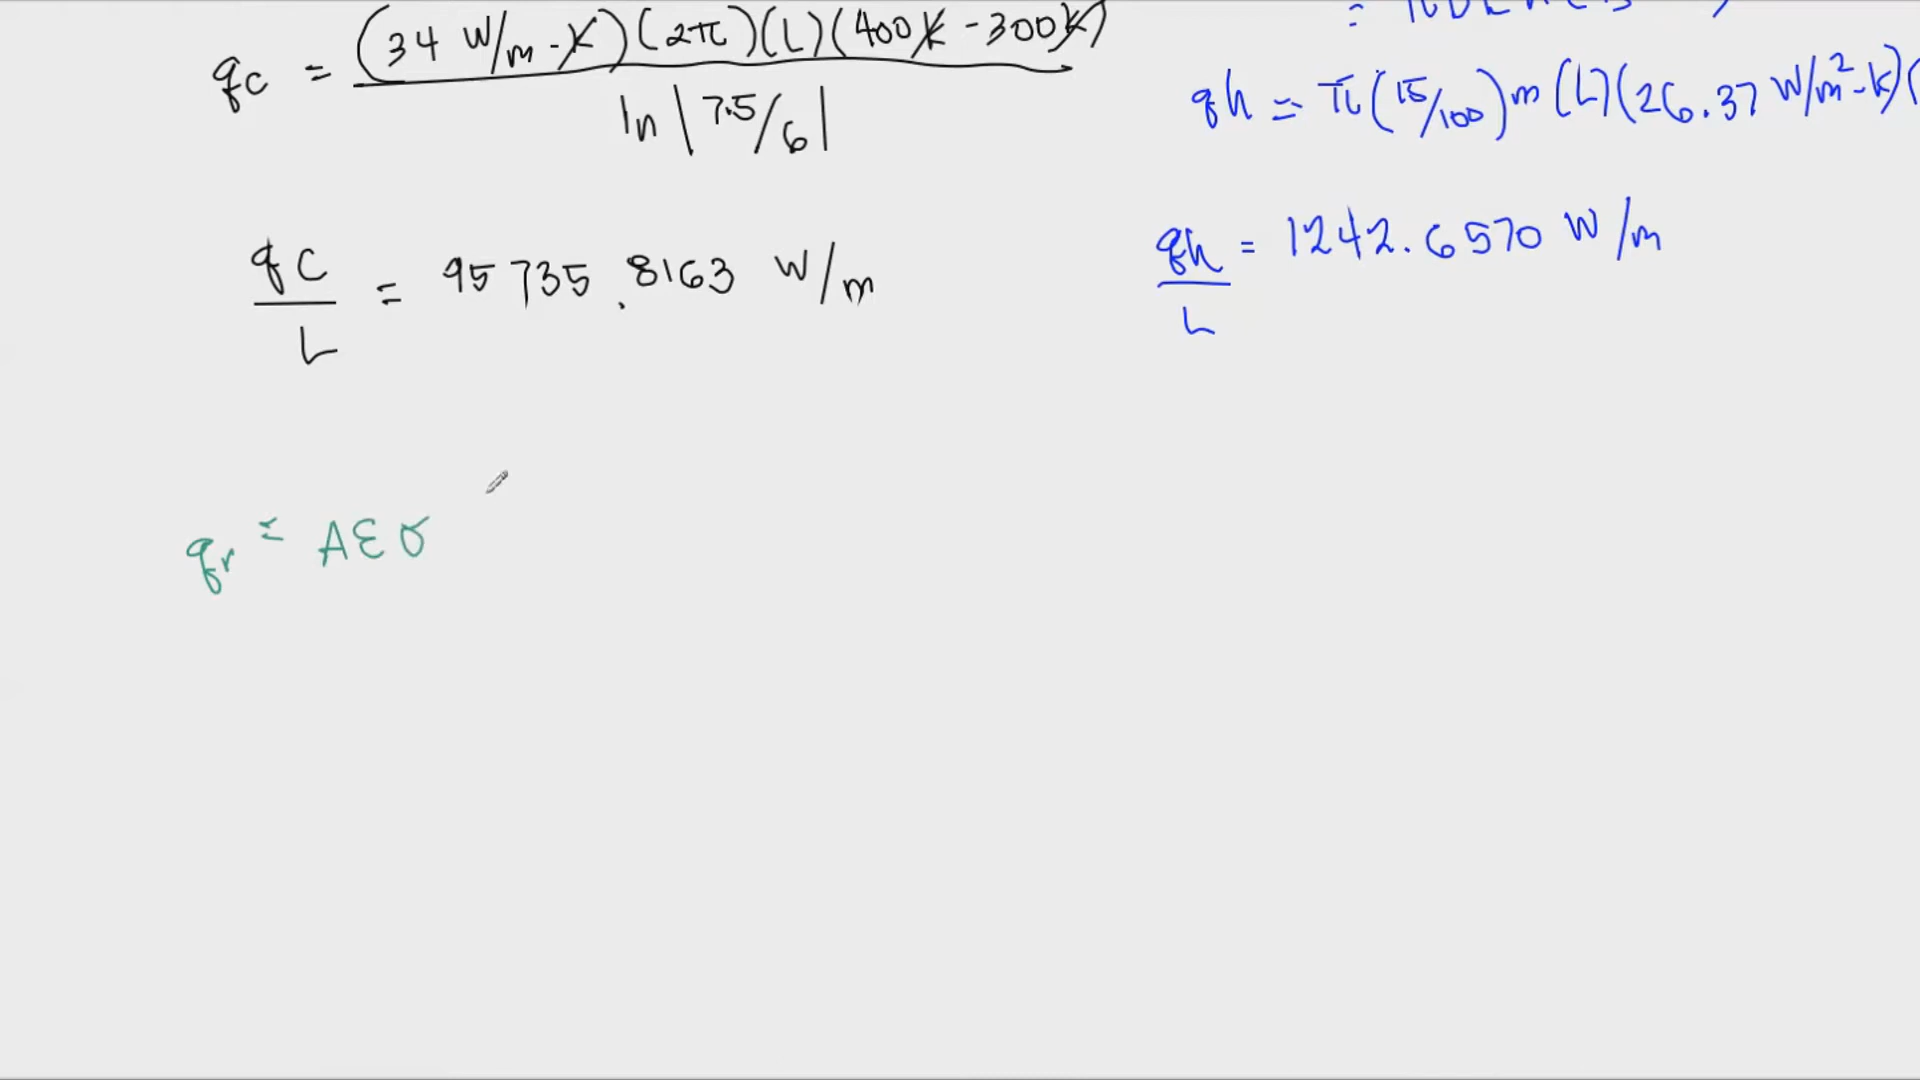 qc = (34 W/m-K)(2π)(L)(400K - 300K)
ln|7.5/6|
qc/L = 95735.8163 W/m
qr = AEσ
qh = π(15/100)m (L)(26.37 W/m²-K)(
qh/L = 1242.6570 W/m